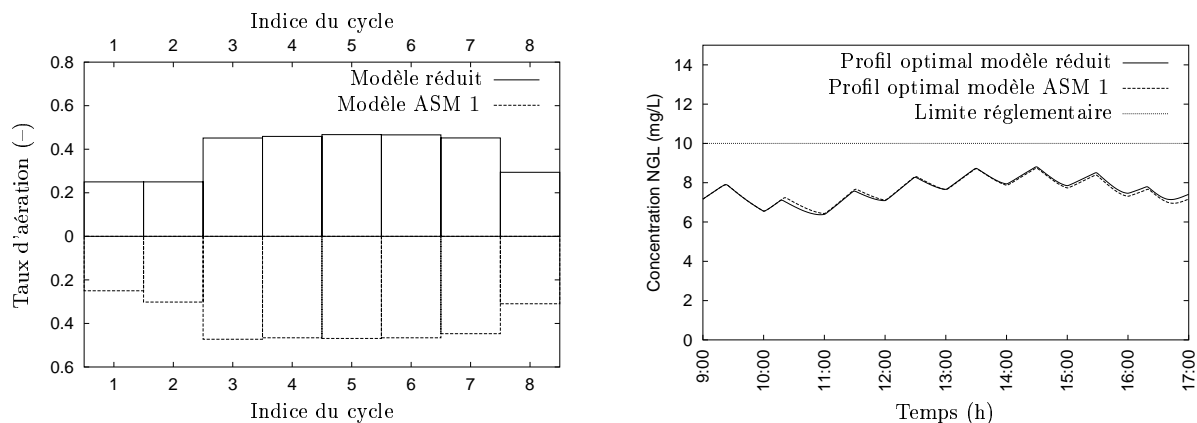 Indice du cycle
1 2 3 4 5 6 7 8
0.8
0.6
0.4
0.2
0
0.2
0.4
0.6
Taux d'aération (–)
Modèle réduit
Modèle ASM 1
1 2 3 4 5 6 7 8
Indice du cycle
Concentration NGL (mg/L)
14
12
10
8
6
4
2
0
Profil optimal modèle réduit
Profil optimal modèle ASM 1
Limite réglementaire
9:00 10:00 11:00 12:00 13:00 14:00 15:00 16:00 17:00
Temps (h)